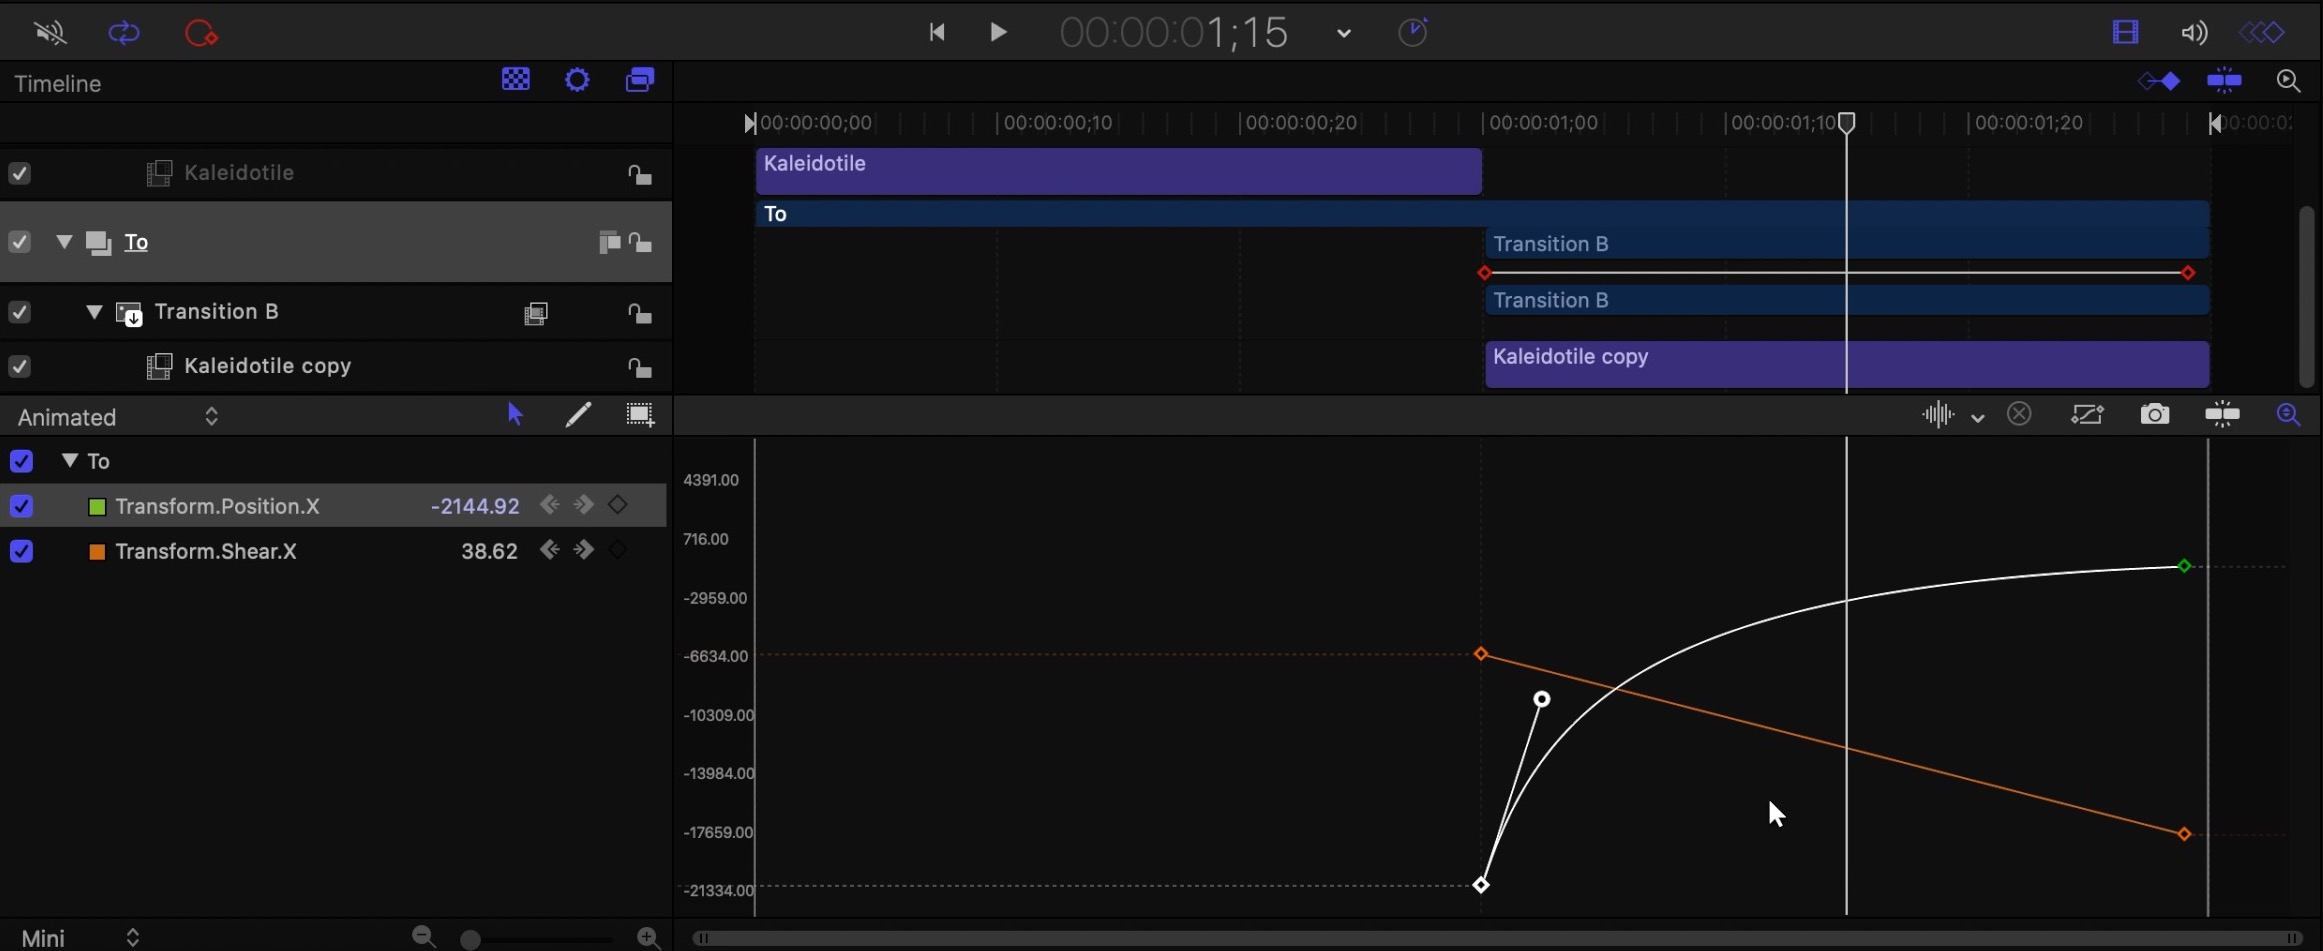 00:00:01;15
Timeline
00:00:00;00
00:00:00;10
00:00:00;20
00:00:01;00
00:00:01;10
00:00:01;20
Kaleidotile
Kaleidotile
To
To
Transition B
Transition B
Transition B
Kaleidotile copy
Kaleidotile copy
Animated
To
Transform.Position.X -2144.92
Transform.Shear.X 38.62
4391.00
716.00
-2959.00
-6634.00
-10309.00
-13984.00
-17659.00
-21334.00
Mini